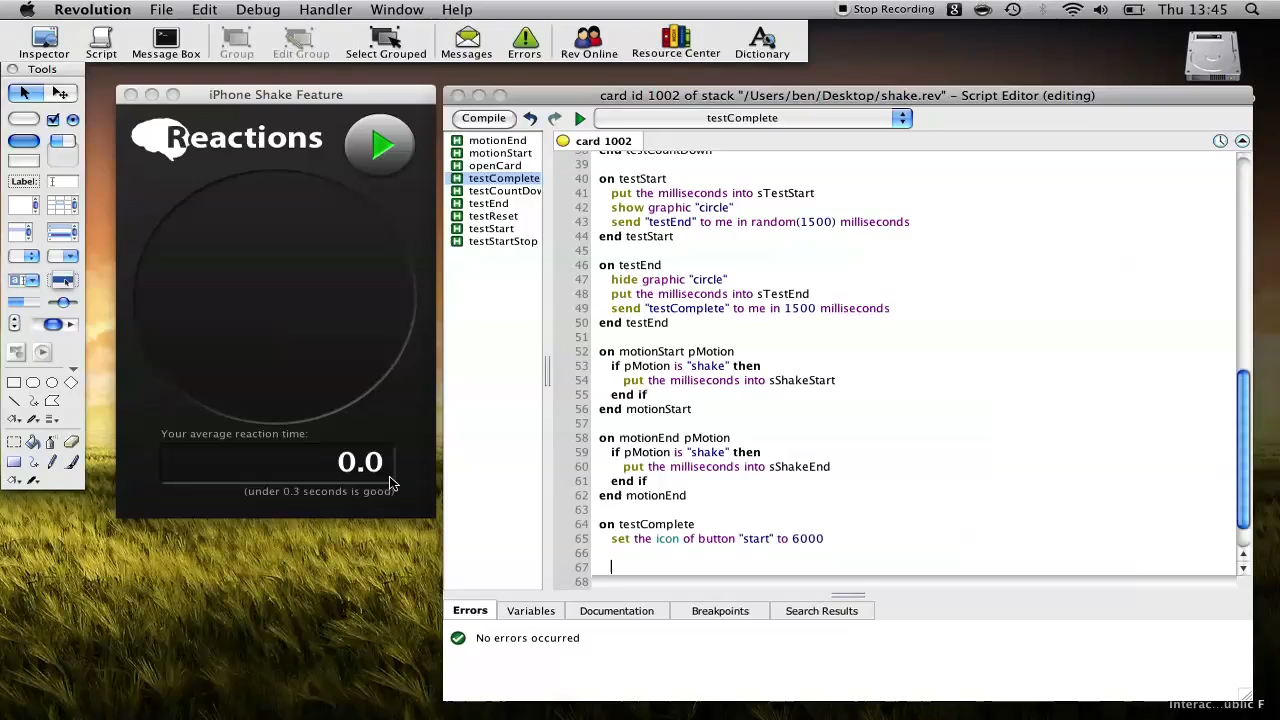 Revolution File Edit Debug Handler Window Help Stop Recording Thu 13:45
Inspector Script Message Box Group Edit Group Select Grouped Messages Errors Rev Online Resource Center Dictionary
Tools
Label:
iPhone Shake Feature
Reactions
Your average reaction time:
0.0
(under 0.3 seconds is good)
card id 1002 of stack "/Users/ben/Desktop/shake.rev" - Script Editor (editing)
Compile
testComplete
card 1002
motionEnd
motionStart
openCard
testComplete
testCountDov
testEnd
testReset
testStart
testStartStop
38 end testCountDown
39
40 on testStart
41 put the milliseconds into sTestStart
42 show graphic "circle"
43 send "testEnd" to me in random(1500) milliseconds
44 end testStart
45
46 on testEnd
47 hide graphic "circle"
48 put the milliseconds into sTestEnd
49 send "testComplete" to me in 1500 milliseconds
50 end testEnd
51
52 on motionStart pMotion
53 if pMotion is "shake" then
54 put the milliseconds into sShakeStart
55 end if
56 end motionStart
57
58 on motionEnd pMotion
59 if pMotion is "shake" then
60 put the milliseconds into sShakeEnd
61 end if
62 end motionEnd
63
64 on testComplete
65 set the icon of button "start" to 6000
66
67
68
Errors Variables Documentation Breakpoints Search Results
No errors occurred